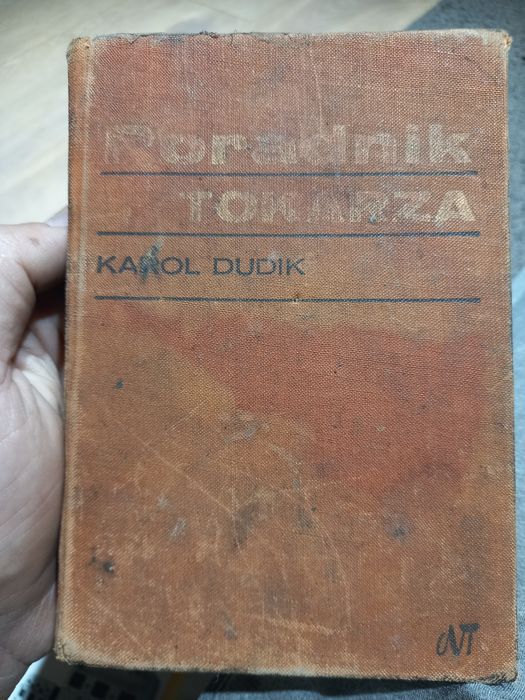 Poradnik
TOKARZA
KAROL DUDIK
WNT